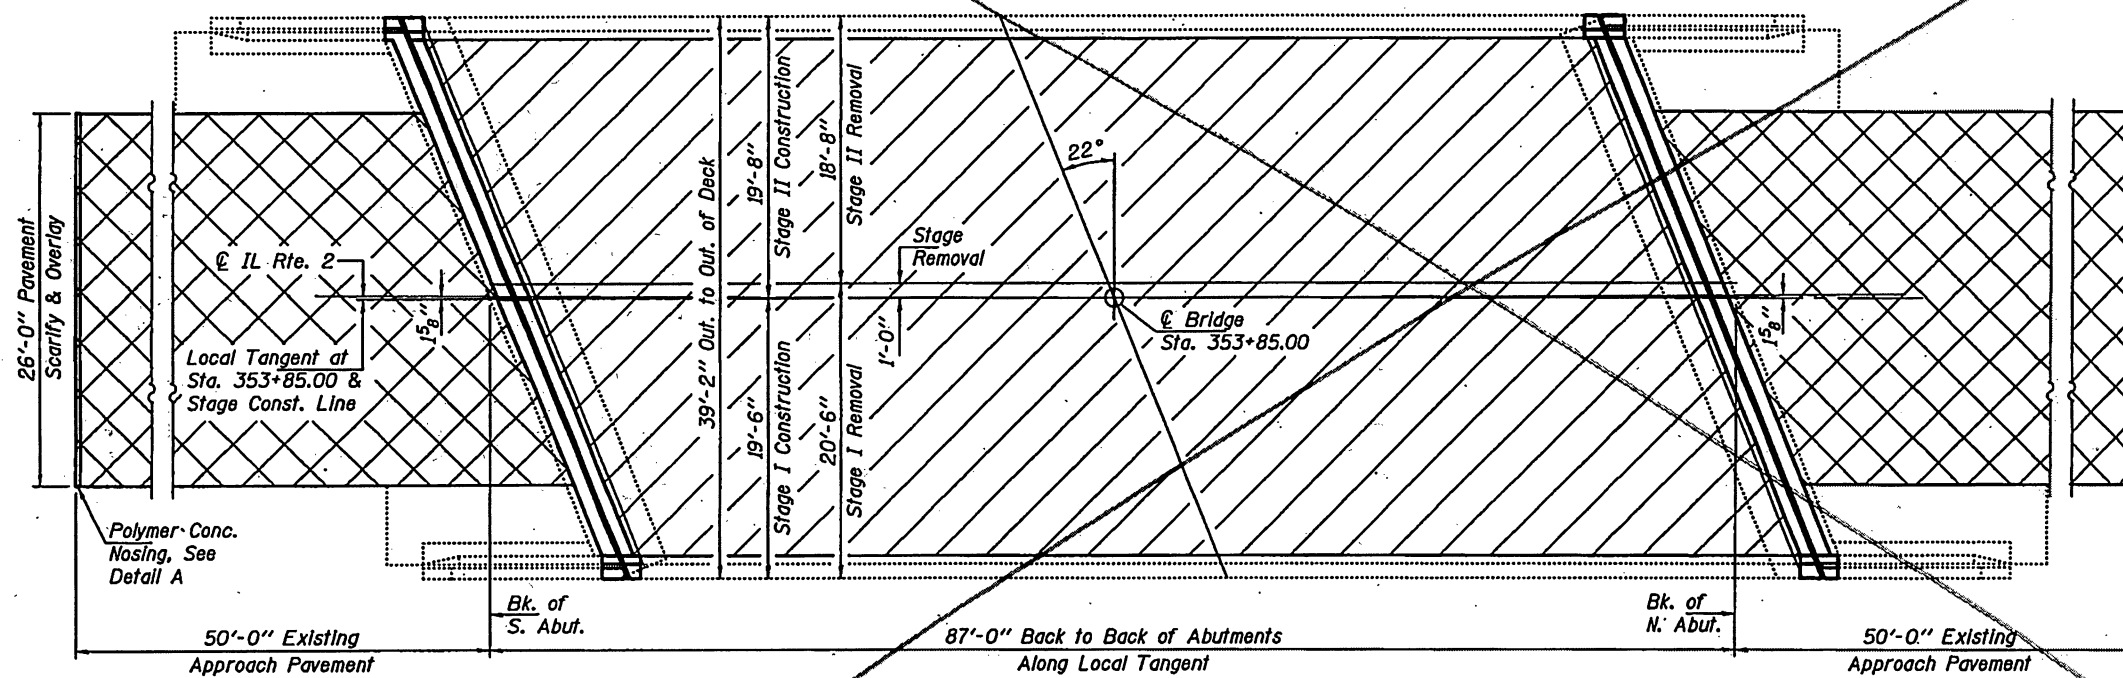 26'-0" Pavement
Scarify & Overlay
℄ IL Rte. 2
1 5/8"
Local Tangent at
Sta. 353+85.00 &
Stage Const. Line
Polymer Conc.
Nosing, See
Detail A
39'-2" Out. to Out. of Deck
19'-8"
Stage II Construction
18'-8"
Stage II Removal
19'-6"
Stage I Construction
20'-6"
Stage I Removal
Stage
Removal
1'-0"
22°
℄ Bridge
Sta. 353+85.00
1 5/8"
Bk. of
S. Abut.
Bk. of
N. Abut.
50'-0" Existing
Approach Pavement
87'-0" Back to Back of Abutments
Along Local Tangent
50'-0" Existing
Approach Pavement